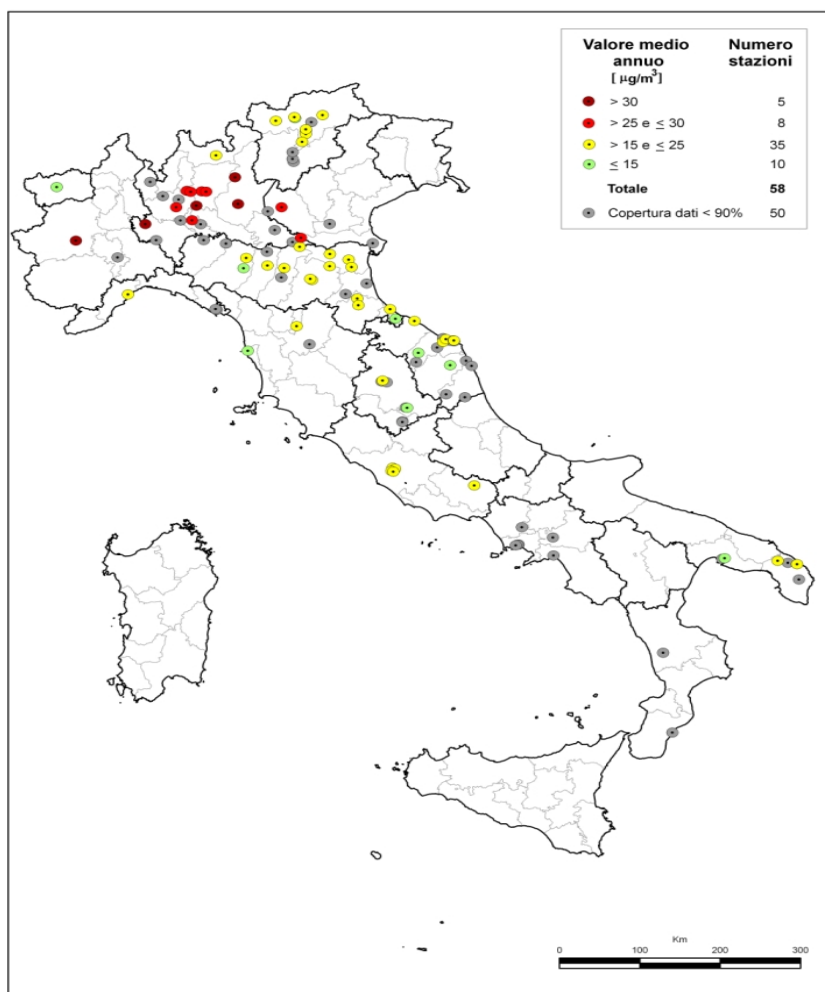 Valore medio annuo Numero stazioni
[ µg/m³]
> 30 5
> 25 e ≤ 30 8
> 15 e ≤ 25 35
≤ 15 10
Totale 58
Copertura dati < 90% 50
Km
0 100 200 300